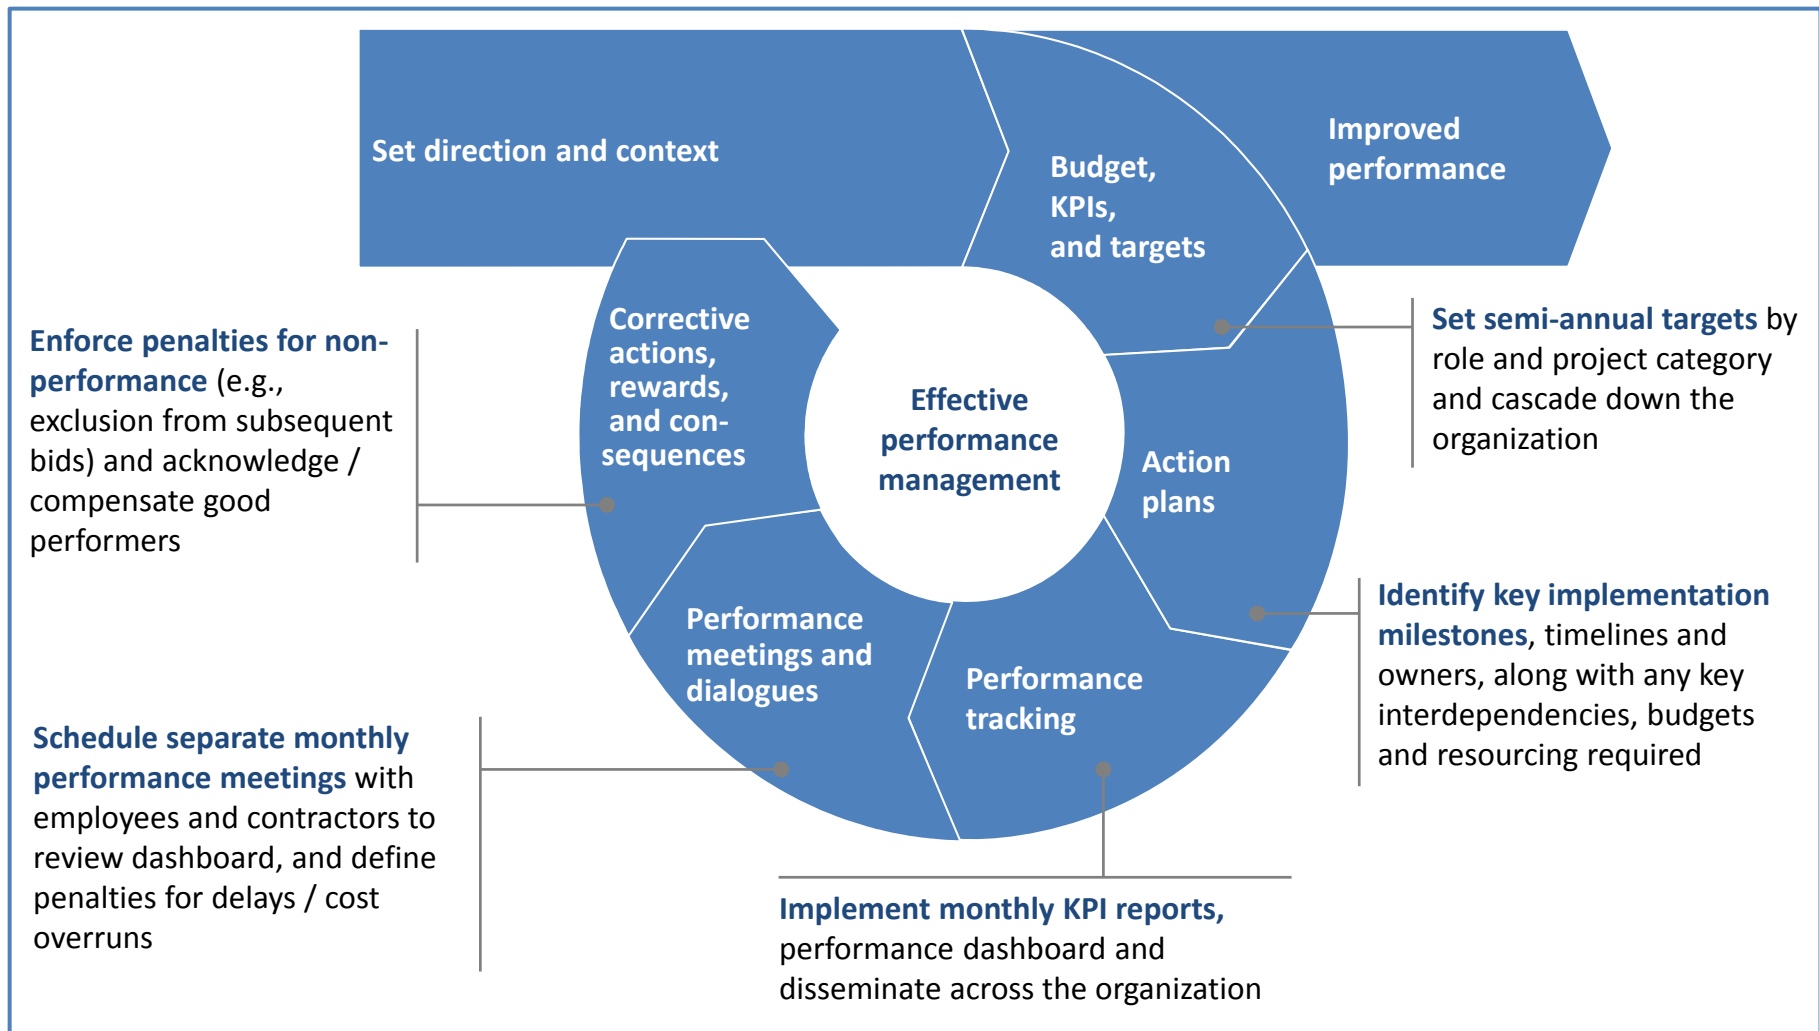 Set direction and context
Budget,
KPIs,
and targets
Improved
performance
Corrective
actions,
rewards,
and con-
sequences
Effective
performance
management
Action
plans
Performance
tracking
Performance
meetings and
dialogues
Set semi-annual targets by
role and project category
and cascade down the
organization
Identify key implementation
milestones, timelines and
owners, along with any key
interdependencies, budgets
and resourcing required
Implement monthly KPI reports,
performance dashboard and
disseminate across the organization
Schedule separate monthly
performance meetings with
employees and contractors to
review dashboard, and define
penalties for delays / cost
overruns
Enforce penalties for non-
performance (e.g.,
exclusion from subsequent
bids) and acknowledge /
compensate good
performers